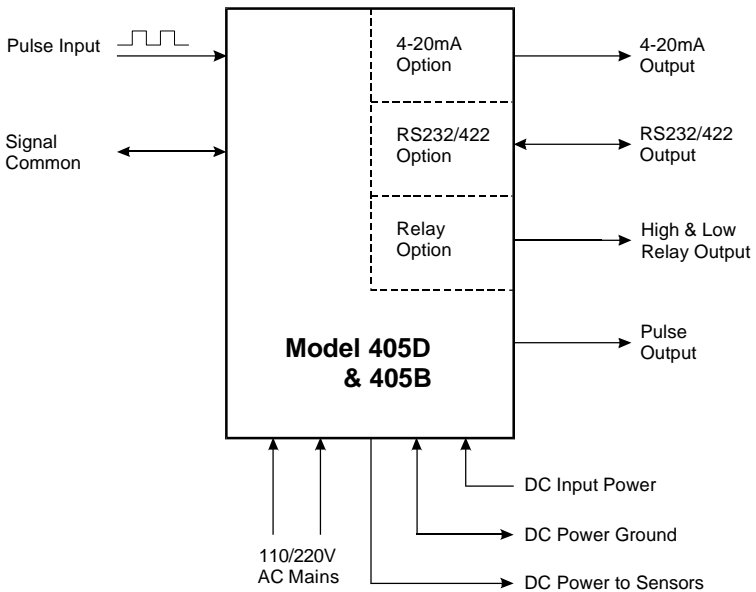 Pulse Input
Signal
Common
4-20mA
Option
RS232/422
Option
Relay
Option
Model 405D
& 405B
4-20mA
Output
RS232/422
Output
High & Low
Relay Output
Pulse
Output
110/220V
AC Mains
DC Input Power
DC Power Ground
DC Power to Sensors